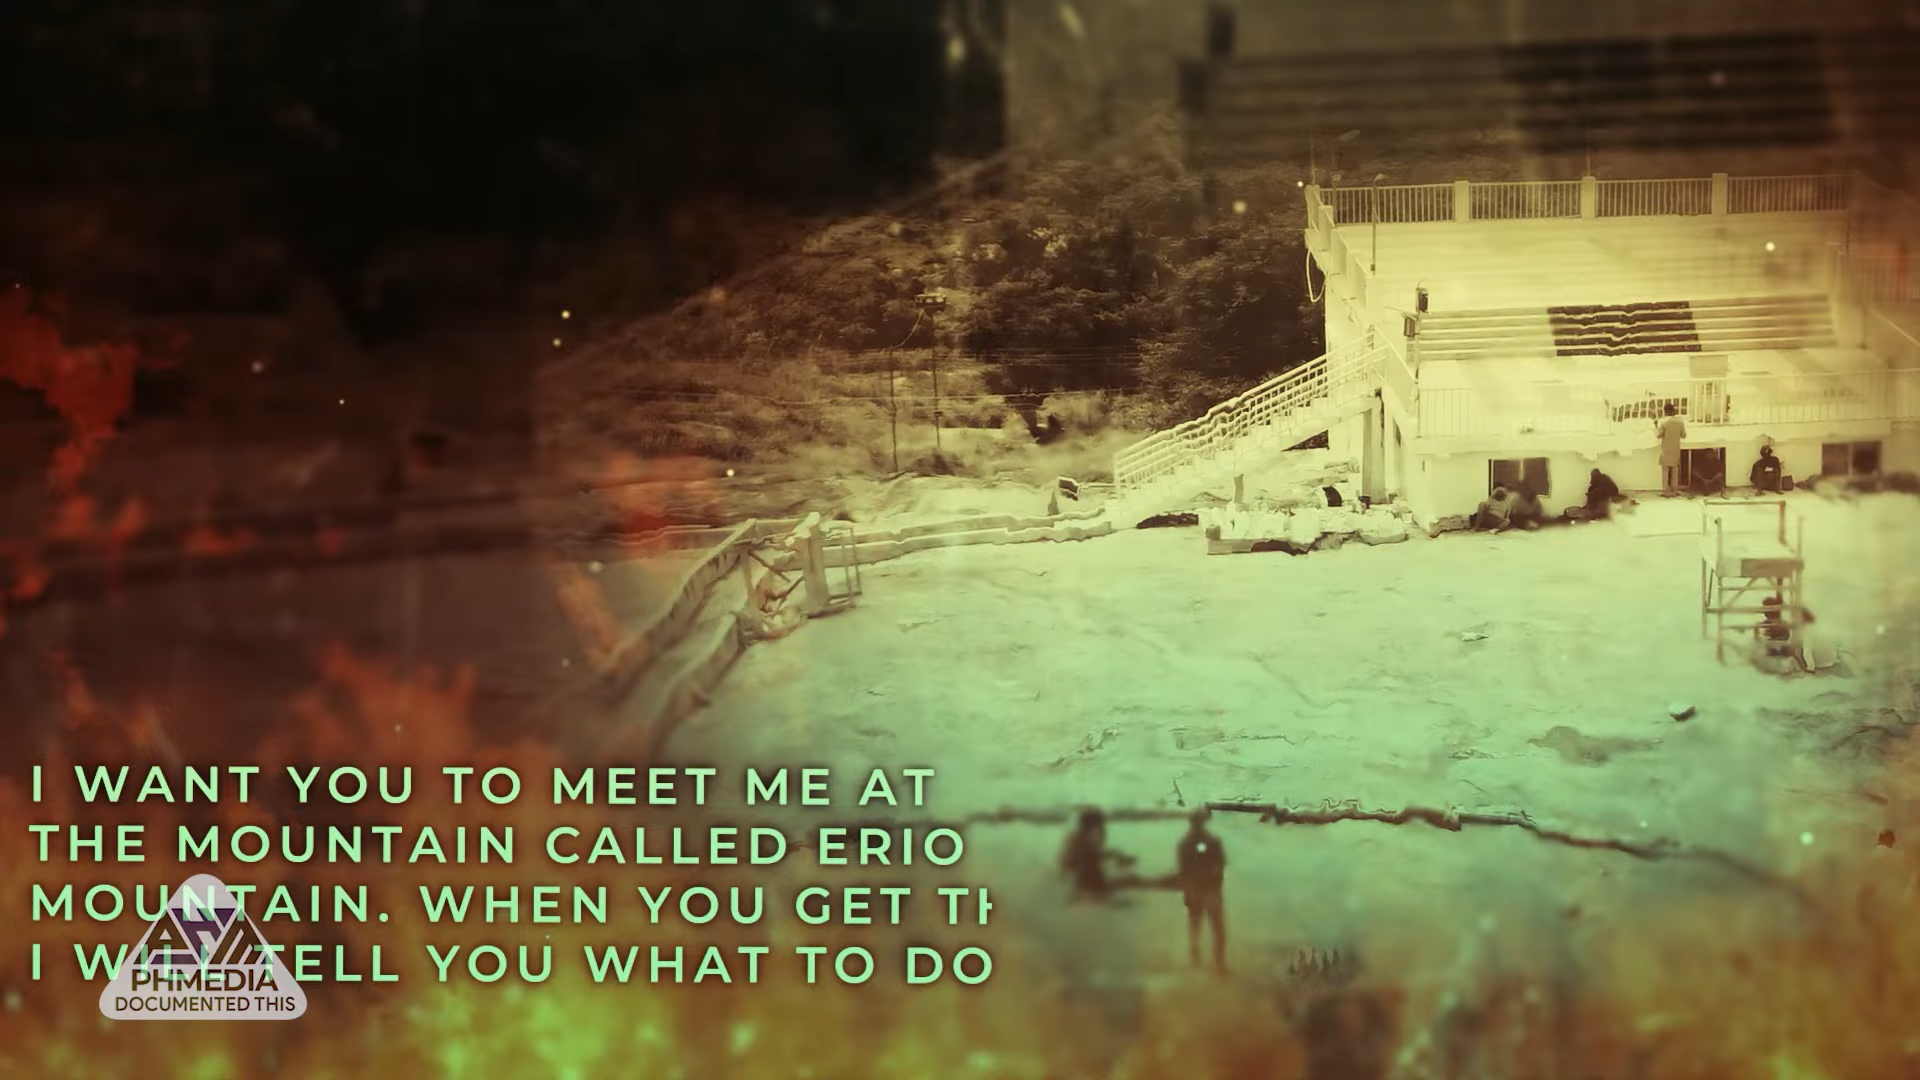 I WANT YOU TO MEET ME AT
THE MOUNTAIN CALLED ERIO
MOUNTAIN. WHEN YOU GET
I WILL TELL YOU WHAT TO DO
PHMEDIA
DOCUMENTED THIS